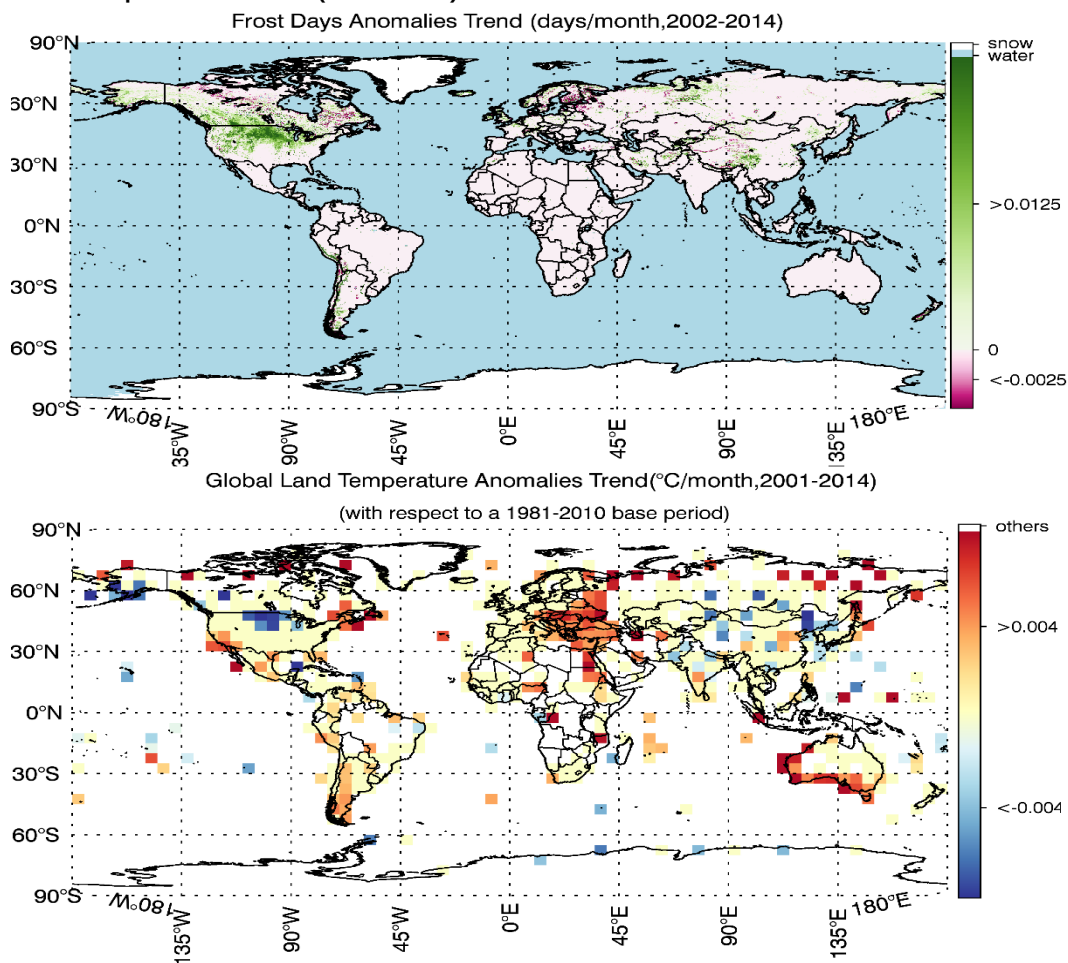 Frost Days Anomalies Trend (days/month,2002-2014)
90°N
60°N
30°N
0°N
30°S
60°S
90°S
180°W
35°W
90°W
45°W
0°E
45°E
90°E
135°E
180°E
snow
water
>0.0125
0
<-0.0025
Global Land Temperature Anomalies Trend(°C/month,2001-2014)
(with respect to a 1981-2010 base period)
90°N
60°N
30°N
0°N
30°S
60°S
90°S
180°W
135°W
90°W
45°W
0°E
45°E
90°E
135°E
180°E
others
>0.004
<-0.004